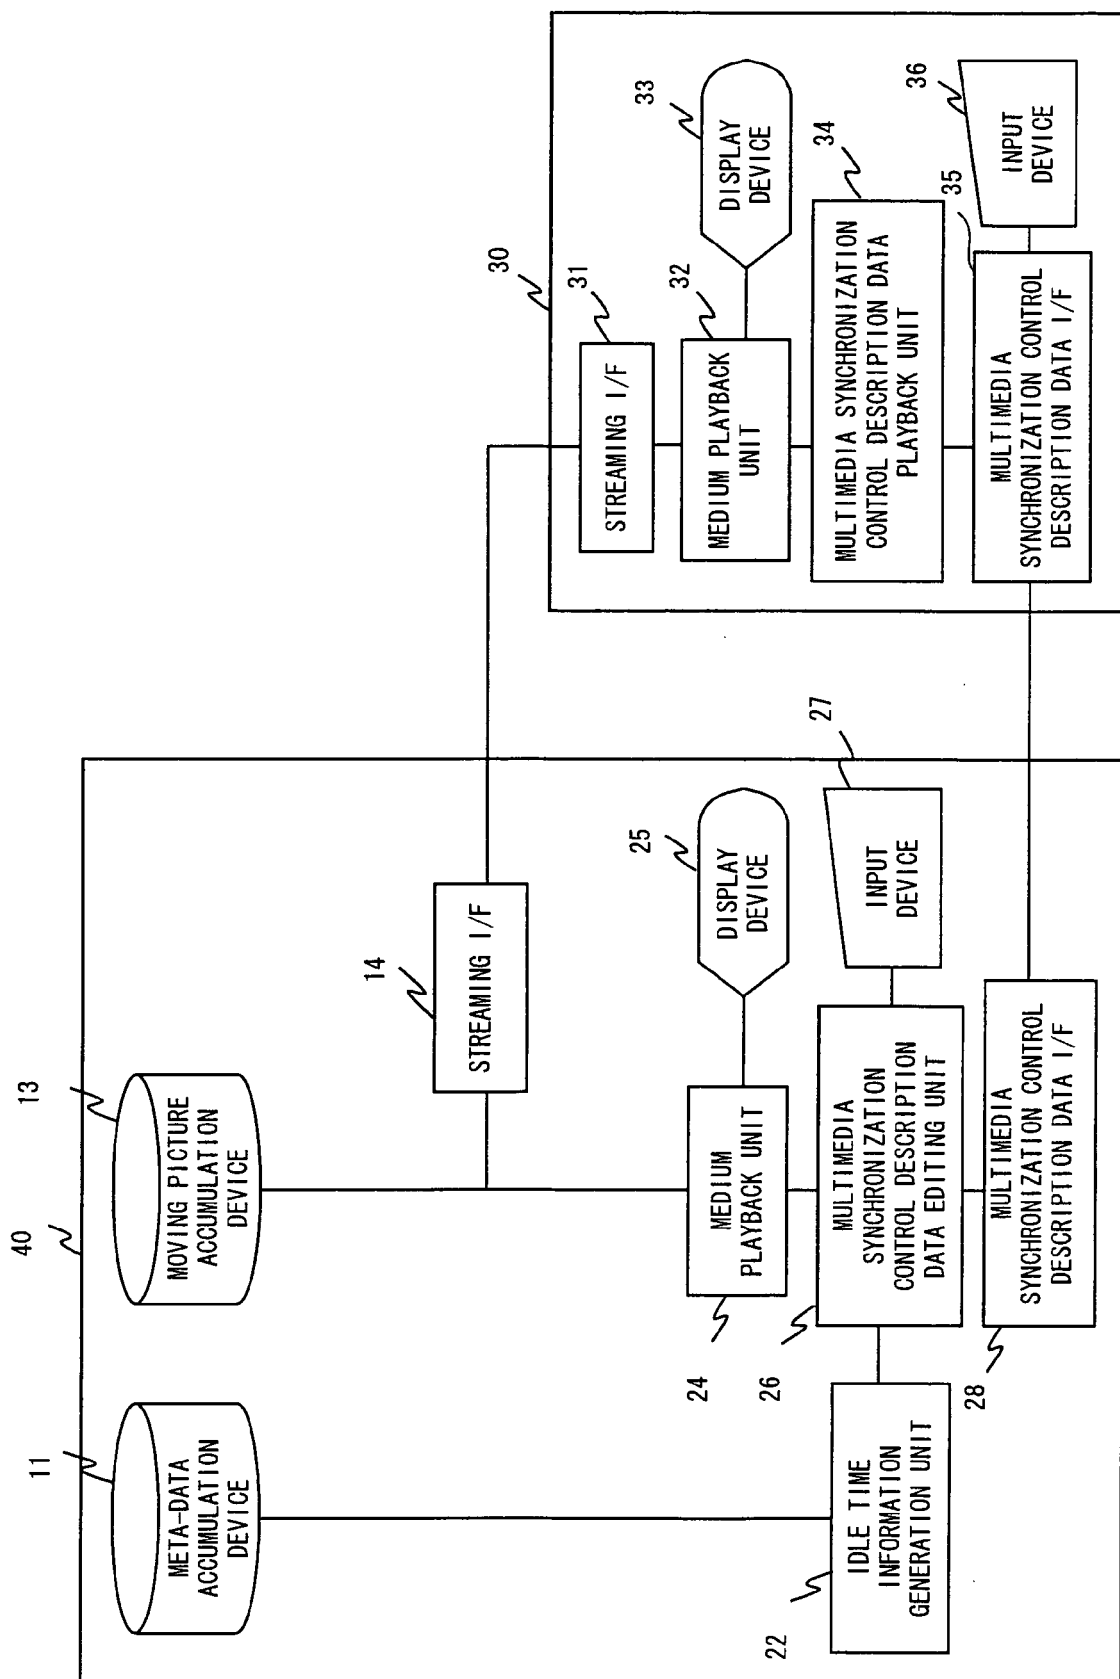 40
11
META-DATA
ACCUMULATION
DEVICE
13
MOVING PICTURE
ACCUMULATION
DEVICE
14
STREAMING I/F
22
IDLE TIME
INFORMATION
GENERATION UNIT
24
MEDIUM
PLAYBACK UNIT
25
DISPLAY
DEVICE
26
MULTIMEDIA
SYNCHRONIZATION
CONTROL DESCRIPTION
DATA EDITING UNIT
27
INPUT
DEVICE
28
MULTIMEDIA
SYNCHRONIZATION CONTROL
DESCRIPTION DATA I/F
30
31
STREAMING I/F
32
MEDIUM PLAYBACK
UNIT
33
DISPLAY
DEVICE
34
MULTIMEDIA SYNCHRONIZATION
CONTROL DESCRIPTION DATA
PLAYBACK UNIT
35
MULTIMEDIA
SYNCHRONIZATION CONTROL
DESCRIPTION DATA I/F
36
INPUT
DEVICE